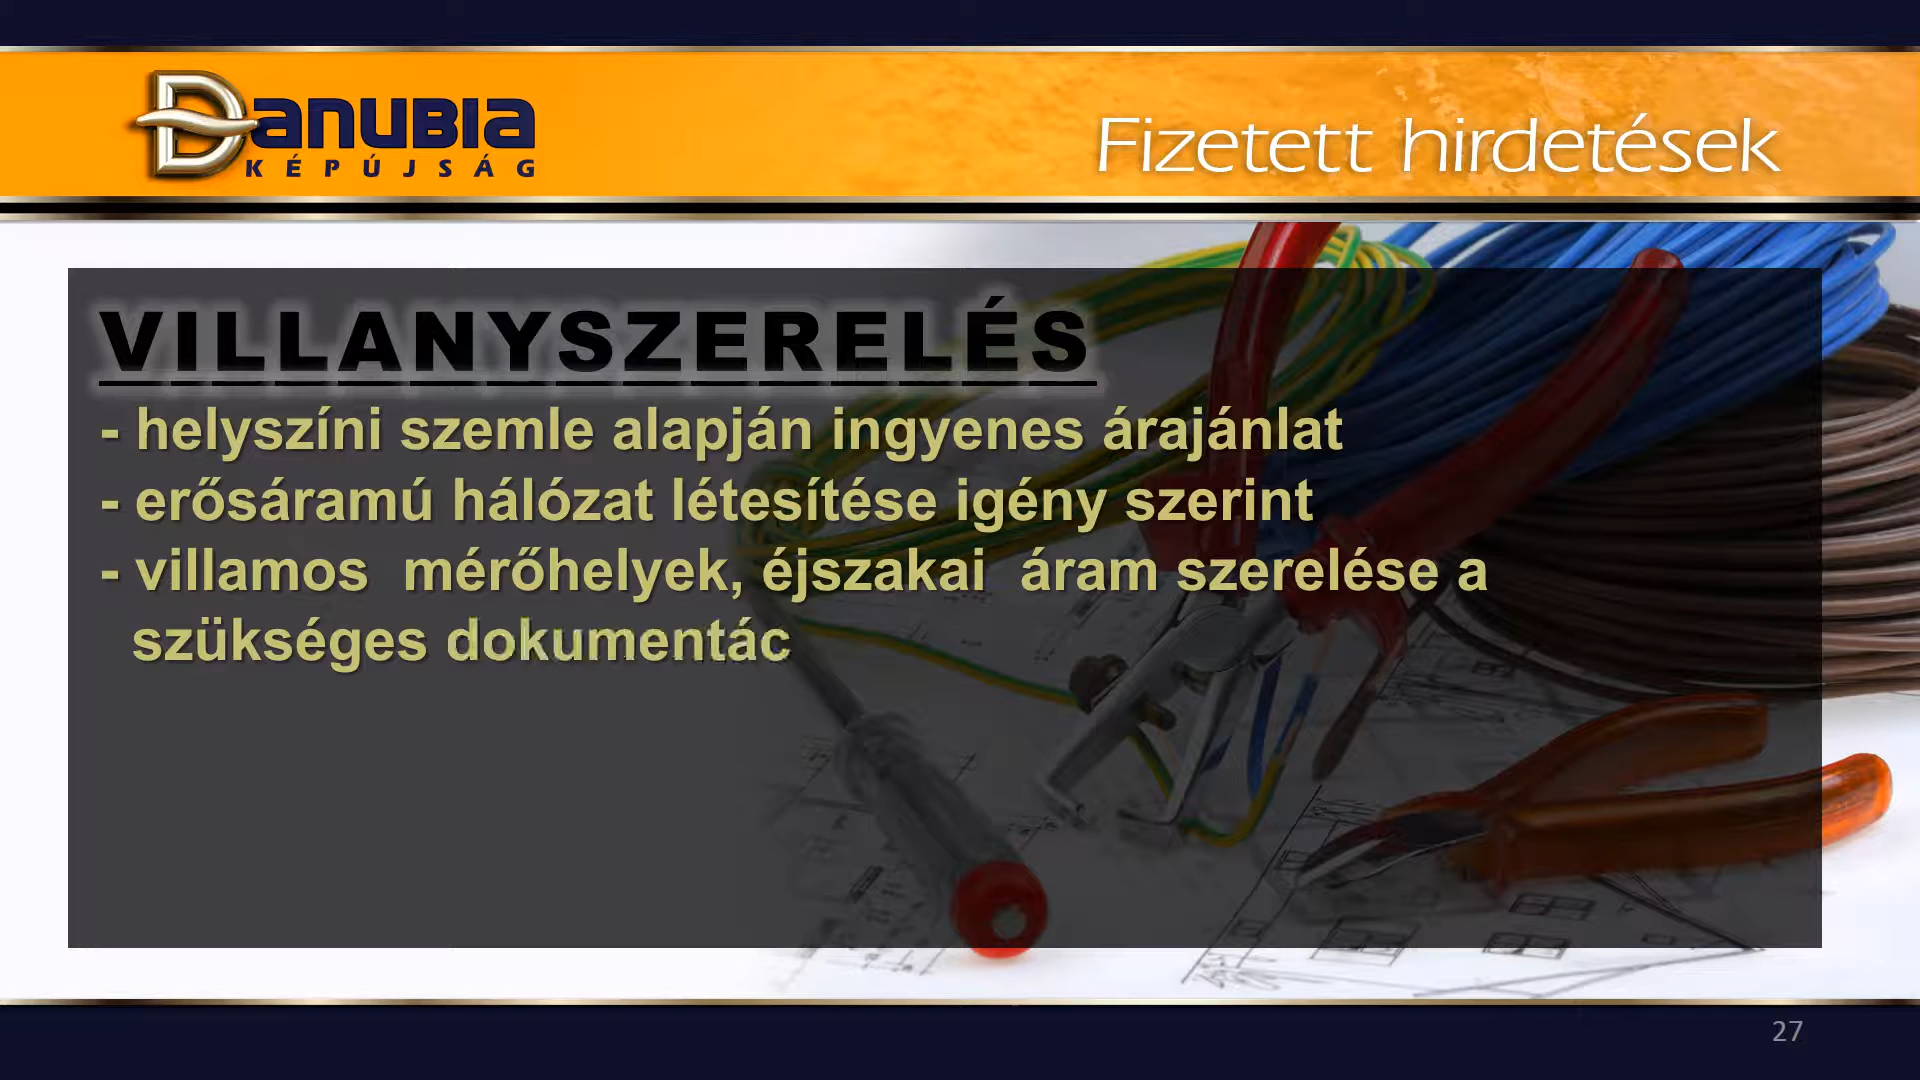 DANUBIA
KÉPÚJSÁG
Fizetett hirdetések
VILLANYSZERELÉS
- helyszíni szemle alapján ingyenes árajánlat
- erősáramú hálózat létesítése igény szerint
- villamos  mérőhelyek, éjszakai  áram szerelése a
szükséges dokumentác
27